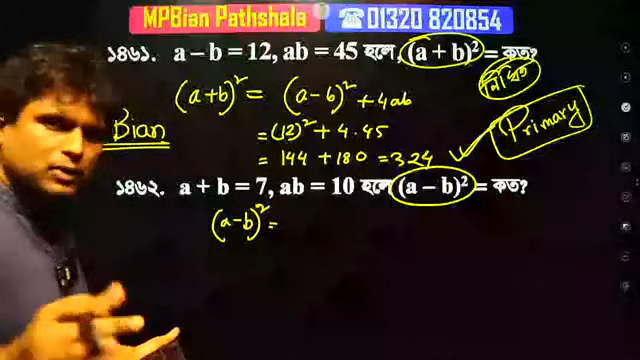 MPBian Pathshala ☎01320 820854
১৪৬১. a – b = 12, ab = 45 হলে, (a + b)² = কত?
(a+b)² = (a-b)² + 4ab
লিখিত
Bian
= (12)² + 4.45
Primary
= 144 + 180 = 324
১৪৬২. a + b = 7, ab = 10 হলে (a – b)² = কত?
(a-b)² =